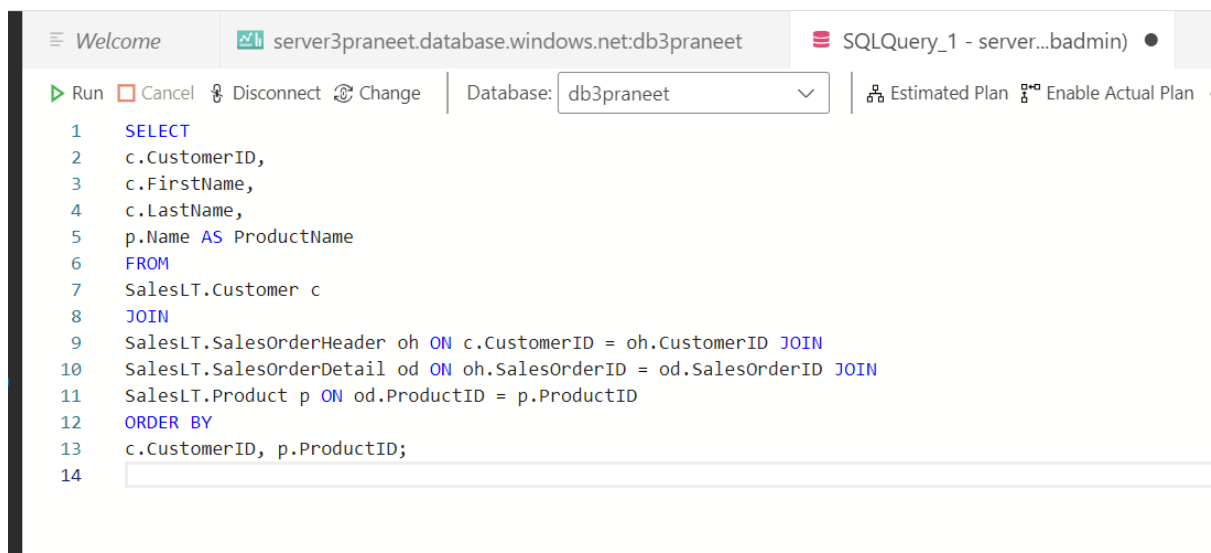 Welcome server3praneet.database.windows.net:db3praneet SQLQuery_1 - server...badmin)
Run Cancel Disconnect Change Database: db3praneet Estimated Plan Enable Actual Plan
1 SELECT
2 c.CustomerID,
3 c.FirstName,
4 c.LastName,
5 p.Name AS ProductName
6 FROM
7 SalesLT.Customer c
8 JOIN
9 SalesLT.SalesOrderHeader oh ON c.CustomerID = oh.CustomerID JOIN
10 SalesLT.SalesOrderDetail od ON oh.SalesOrderID = od.SalesOrderID JOIN
11 SalesLT.Product p ON od.ProductID = p.ProductID
12 ORDER BY
13 c.CustomerID, p.ProductID;
14